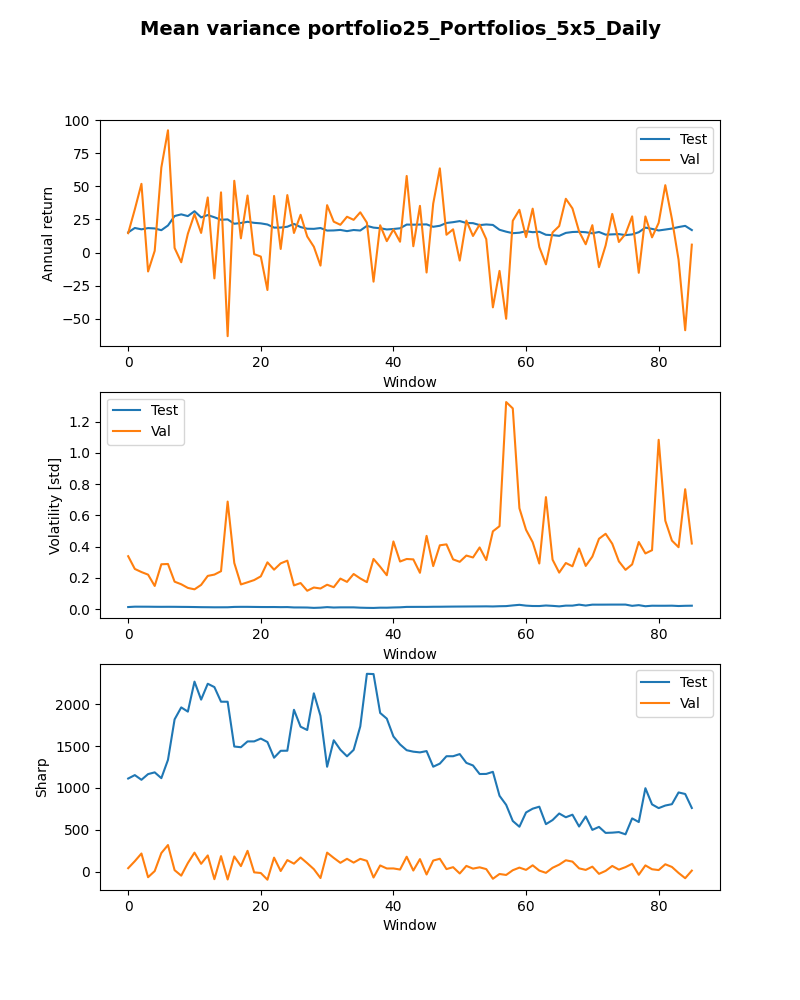 Mean variance portfolio25_Portfolios_5x5_Daily
Annual return
100
75
50
25
0
−25
−50
Test
Val
0 20 40 60 80
Window
Volatility [std]
1.2
1.0
0.8
0.6
0.4
0.2
0.0
Test
Val
0 20 40 60 80
Window
Sharp
2000
1500
1000
500
0
Test
Val
0 20 40 60 80
Window